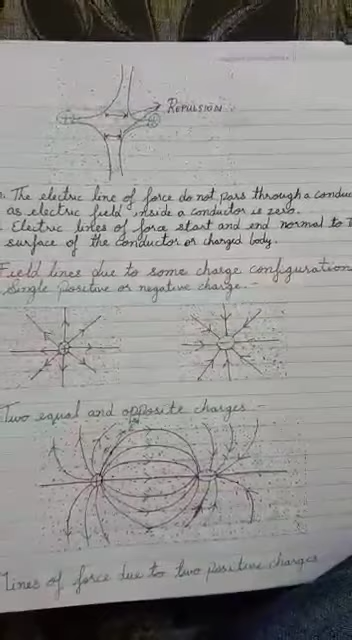 REPULSION
The electric line of force do not pass through a
as electric field inside a conductor is zero.
Electric lines of force start and end normal to
surface of the conductor or charged body.
Field lines due to some charge configuration
Single positive or negative charge. -
Two equal and opposite charges
Lines of force due to two positive charges